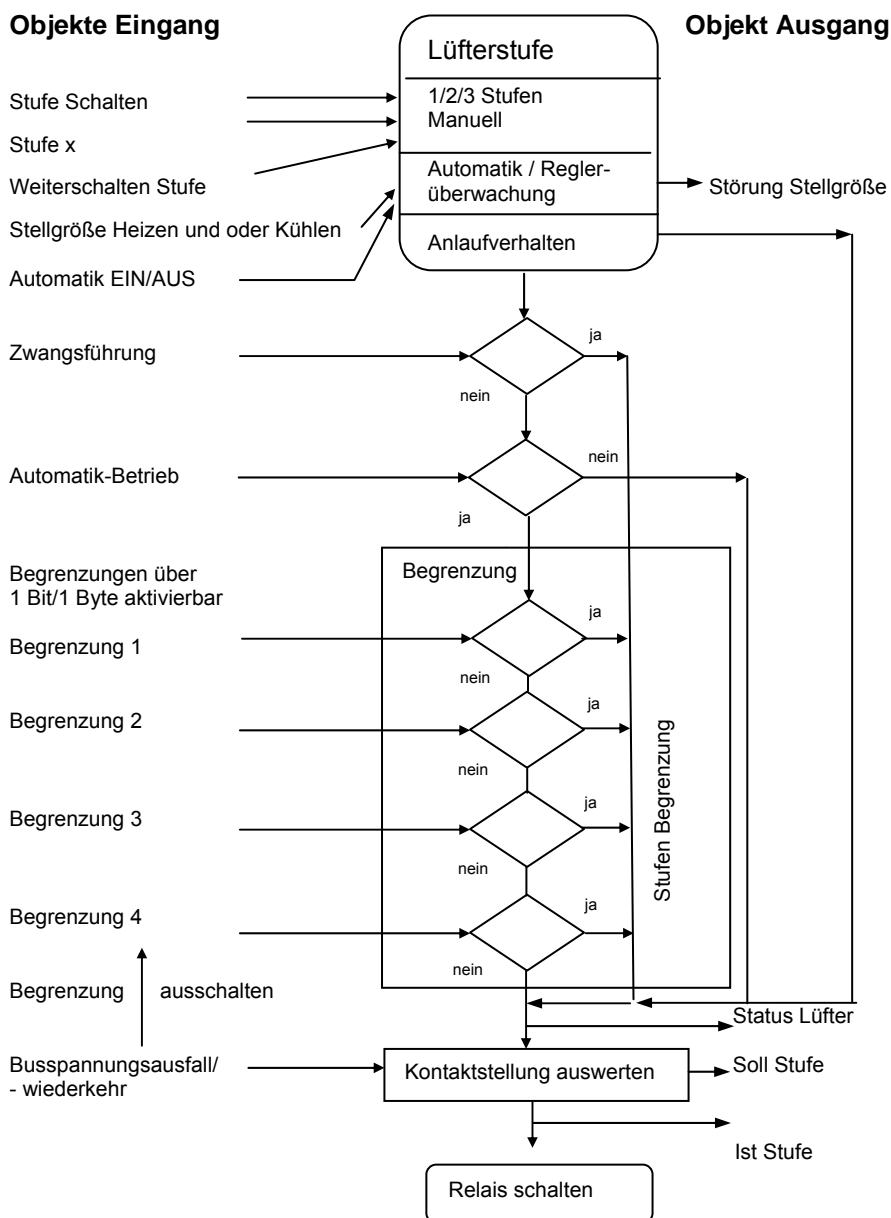 Objekte Eingang
Objekt Ausgang
Lüfterstufe
Stufe Schalten
1/2/3 Stufen
Manuell
Stufe x
Weiterschalten Stufe
Automatik / Regler-
überwachung
Störung Stellgröße
Stellgröße Heizen und oder Kühlen
Anlaufverhalten
Automatik EIN/AUS
ja
Zwangsführung
nein
nein
Automatik-Betrieb
ja
Begrenzungen über
1 Bit/1 Byte aktivierbar
Begrenzung
ja
Begrenzung 1
nein
ja
Begrenzung 2
nein
Stufen Begrenzung
ja
Begrenzung 3
nein
ja
Begrenzung 4
nein
Begrenzung ausschalten
Status Lüfter
Busspannungsausfall/
- wiederkehr
Kontaktstellung auswerten
Soll Stufe
Ist Stufe
Relais schalten